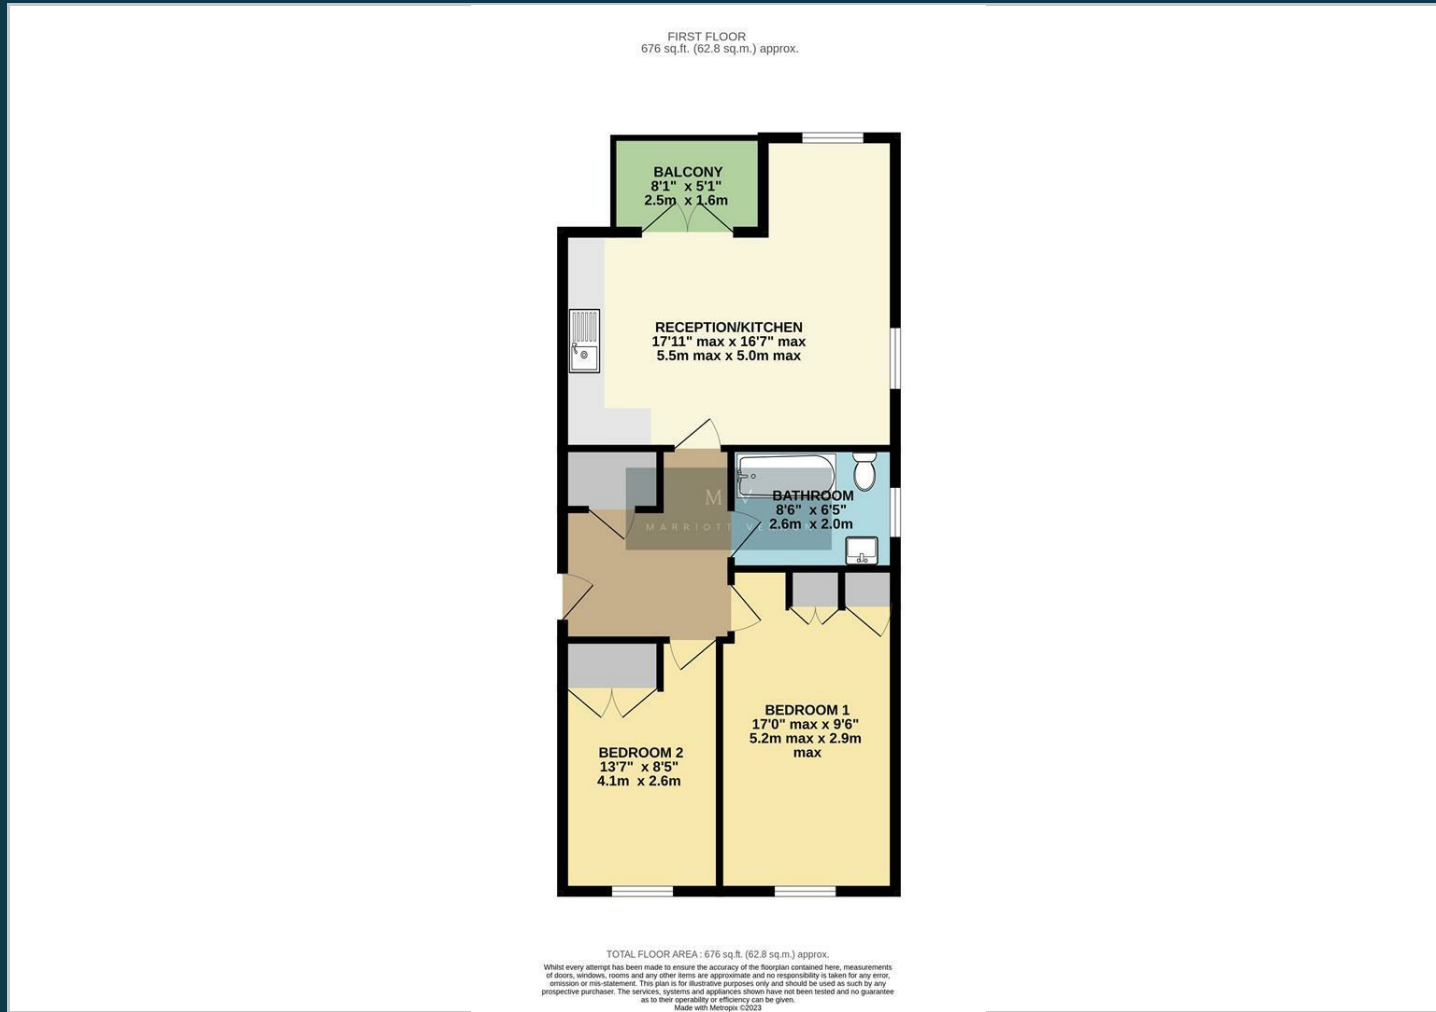 FIRST FLOOR
676 sq.ft. (62.8 sq.m.) approx.
BALCONY
8'1" x 5'1"
2.5m x 1.6m
RECEPTION/KITCHEN
17'11" max x 16'7" max
5.5m max x 5.0m max
M V
MARRIOTT VE
BATHROOM
8'6" x 6'5"
2.6m x 2.0m
BEDROOM 1
17'0" max x 9'6"
5.2m max x 2.9m
max
BEDROOM 2
13'7" x 8'5"
4.1m x 2.6m
TOTAL FLOOR AREA : 676 sq.ft. (62.8 sq.m.) approx.
Whilst every attempt has been made to ensure the accuracy of the floorplan contained here, measurements
of doors, windows, rooms and any other items are approximate and no responsibility is taken for any error,
omission or mis-statement. This plan is for illustrative purposes only and should be used as such by any
prospective purchaser. The services, systems and appliances shown have not been tested and no guarantee
as to their operability or efficiency can be given.
Made with Metropix ©2023